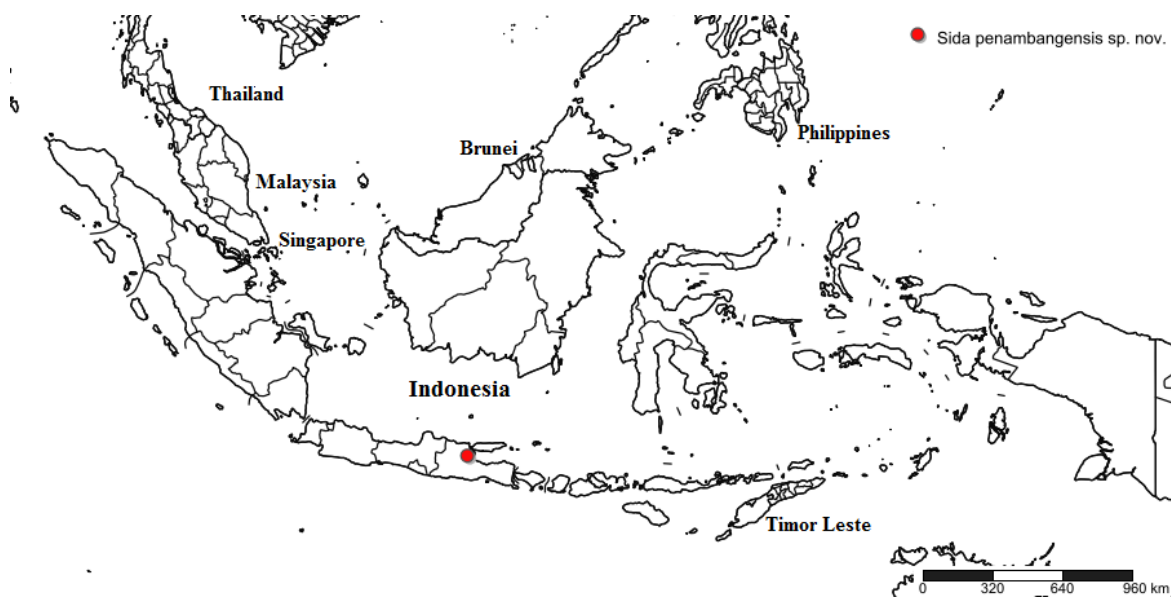 Sida penambangensis sp. nov.
Thailand
Philippines
Brunei
Malaysia
Singapore
Indonesia
Timor Leste
0 320 640 960 km